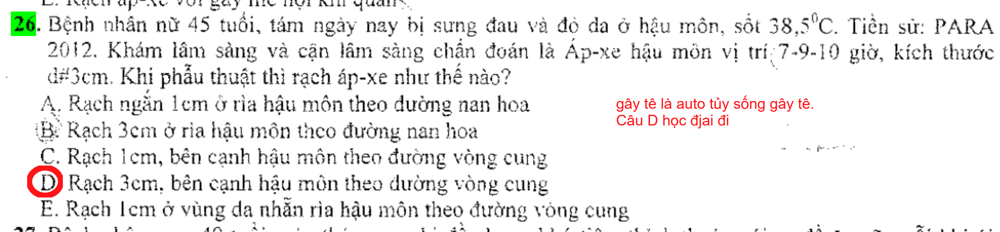 E. Rạch áp-xe với gây mê nội khí quản
26. Bệnh nhân nữ 45 tuổi, tám ngày nay bị sưng đau và đỏ da ở hậu môn, sốt 38,5⁰C. Tiền sử: PARA
2012. Khám lâm sàng và cận lâm sàng chẩn đoán là Áp-xe hậu môn vị trí 7-9-10 giờ, kích thước
d#3cm. Khi phẫu thuật thì rạch áp-xe như thế nào?
A. Rạch ngắn 1cm ở rìa hậu môn theo đường nan hoa
gây tê là auto tủy sống gây tê.
Câu D học địai đi
B. Rạch 3cm ở rìa hậu môn theo đường nan hoa
C. Rạch 1cm, bên cạnh hậu môn theo đường vòng cung
D. Rạch 3cm, bên cạnh hậu môn theo đường vòng cung
E. Rạch 1cm ở vùng da nhẵn rìa hậu môn theo đường vòng cung